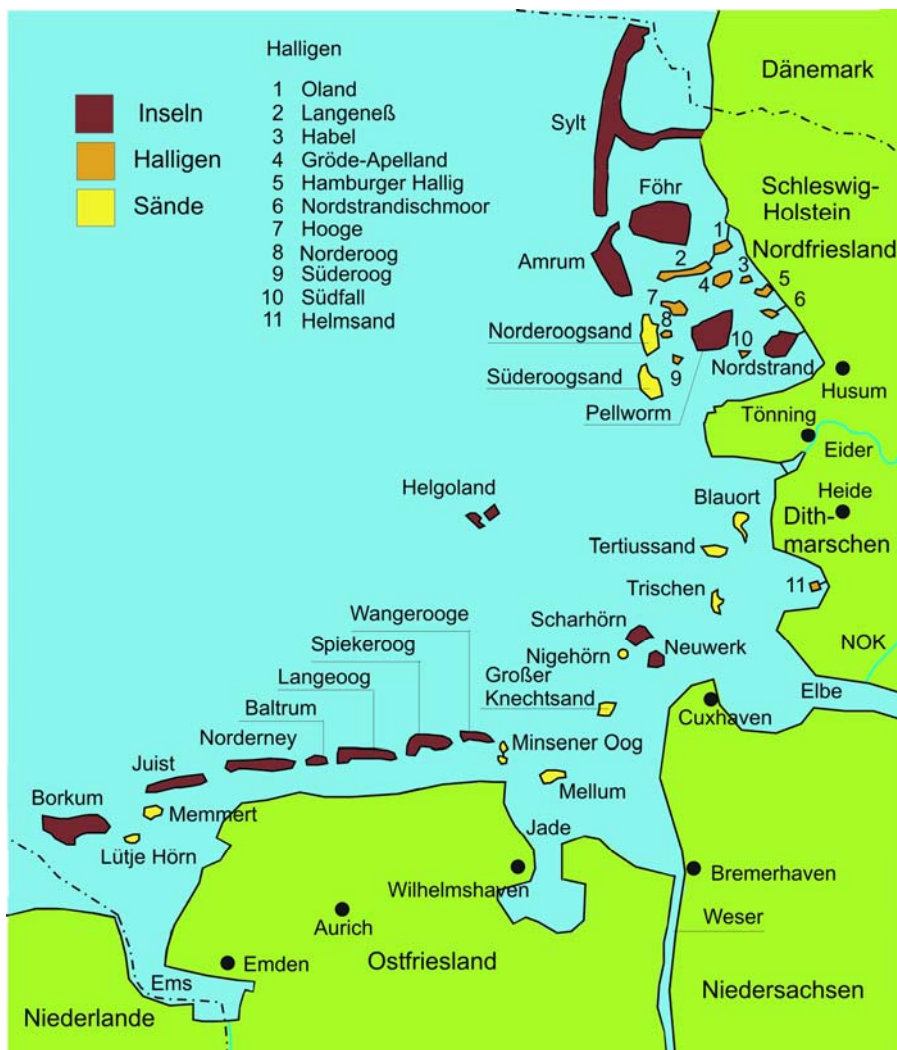 Halligen
1 Oland
2 Langeneß
3 Habel
4 Gröde-Apelland
5 Hamburger Hallig
6 Nordstrandischmoor
7 Hooge
8 Norderoog
9 Süderoog
10 Südfall
11 Helmsand
Inseln
Halligen
Sände
Dänemark
Sylt
Föhr
Schleswig-
Holstein
Nordfriesland
Amrum
1
2
3
4
5
6
7
8
9
10
Norderoogsand
Süderoogsand
Pellworm
Nordstrand
Husum
Tönning
Eider
Helgoland
Blauort
Heide
Dith-
marschen
Tertiussand
11
Trischen
Wangerooge
Scharhörn
Spiekeroog
Nigehörn
Neuwerk
NOK
Langeoog
Großer
Knechtsand
Elbe
Baltrum
Cuxhaven
Norderney
Minsener Oog
Juist
Mellum
Borkum
Memmert
Lütje Hörn
Jade
Wilhelmshaven
Bremerhaven
Aurich
Weser
Emden
Ostfriesland
Ems
Niedersachsen
Niederlande